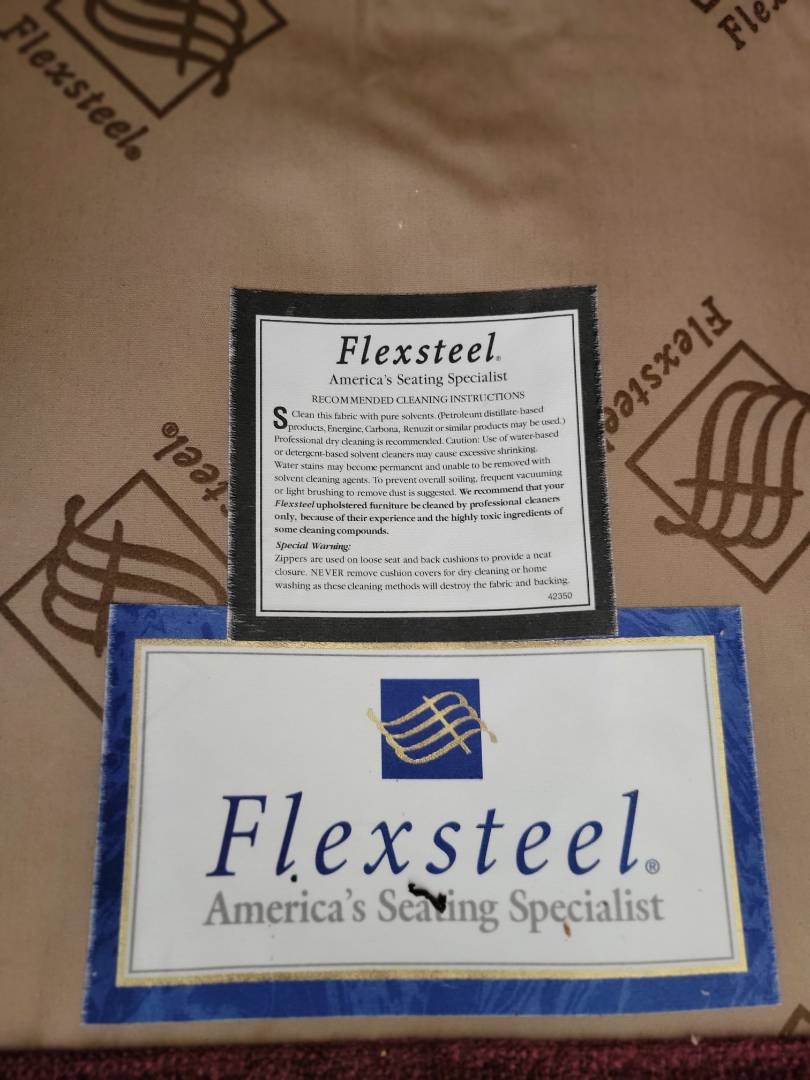 Flexsteel®
Flex
Flexsteel
steel®
Flexsteel®
America's Seating Specialist
RECOMMENDED CLEANING INSTRUCTIONS
S Clean this fabric with pure solvents. (Petroleum distillate-based
products, Energine, Carbona, Renuzit or similar products may be used.)
Professional dry cleaning is recommended. Caution: Use of water-based
or detergent-based solvent cleaners may cause excessive shrinking.
Water stains may become permanent and unable to be removed with
solvent cleaning agents. To prevent overall soiling, frequent vacuuming
or light brushing to remove dust is suggested. We recommend that your
Flexsteel upholstered furniture be cleaned by professional cleaners
only, because of their experience and the highly toxic ingredients of
some cleaning compounds.
Special Warning:
Zippers are used on loose seat and back cushions to provide a neat
closure. NEVER remove cushion covers for dry cleaning or home
washing as these cleaning methods will destroy the fabric and backing.
42350
Flexsteel®
America's Seating Specialist